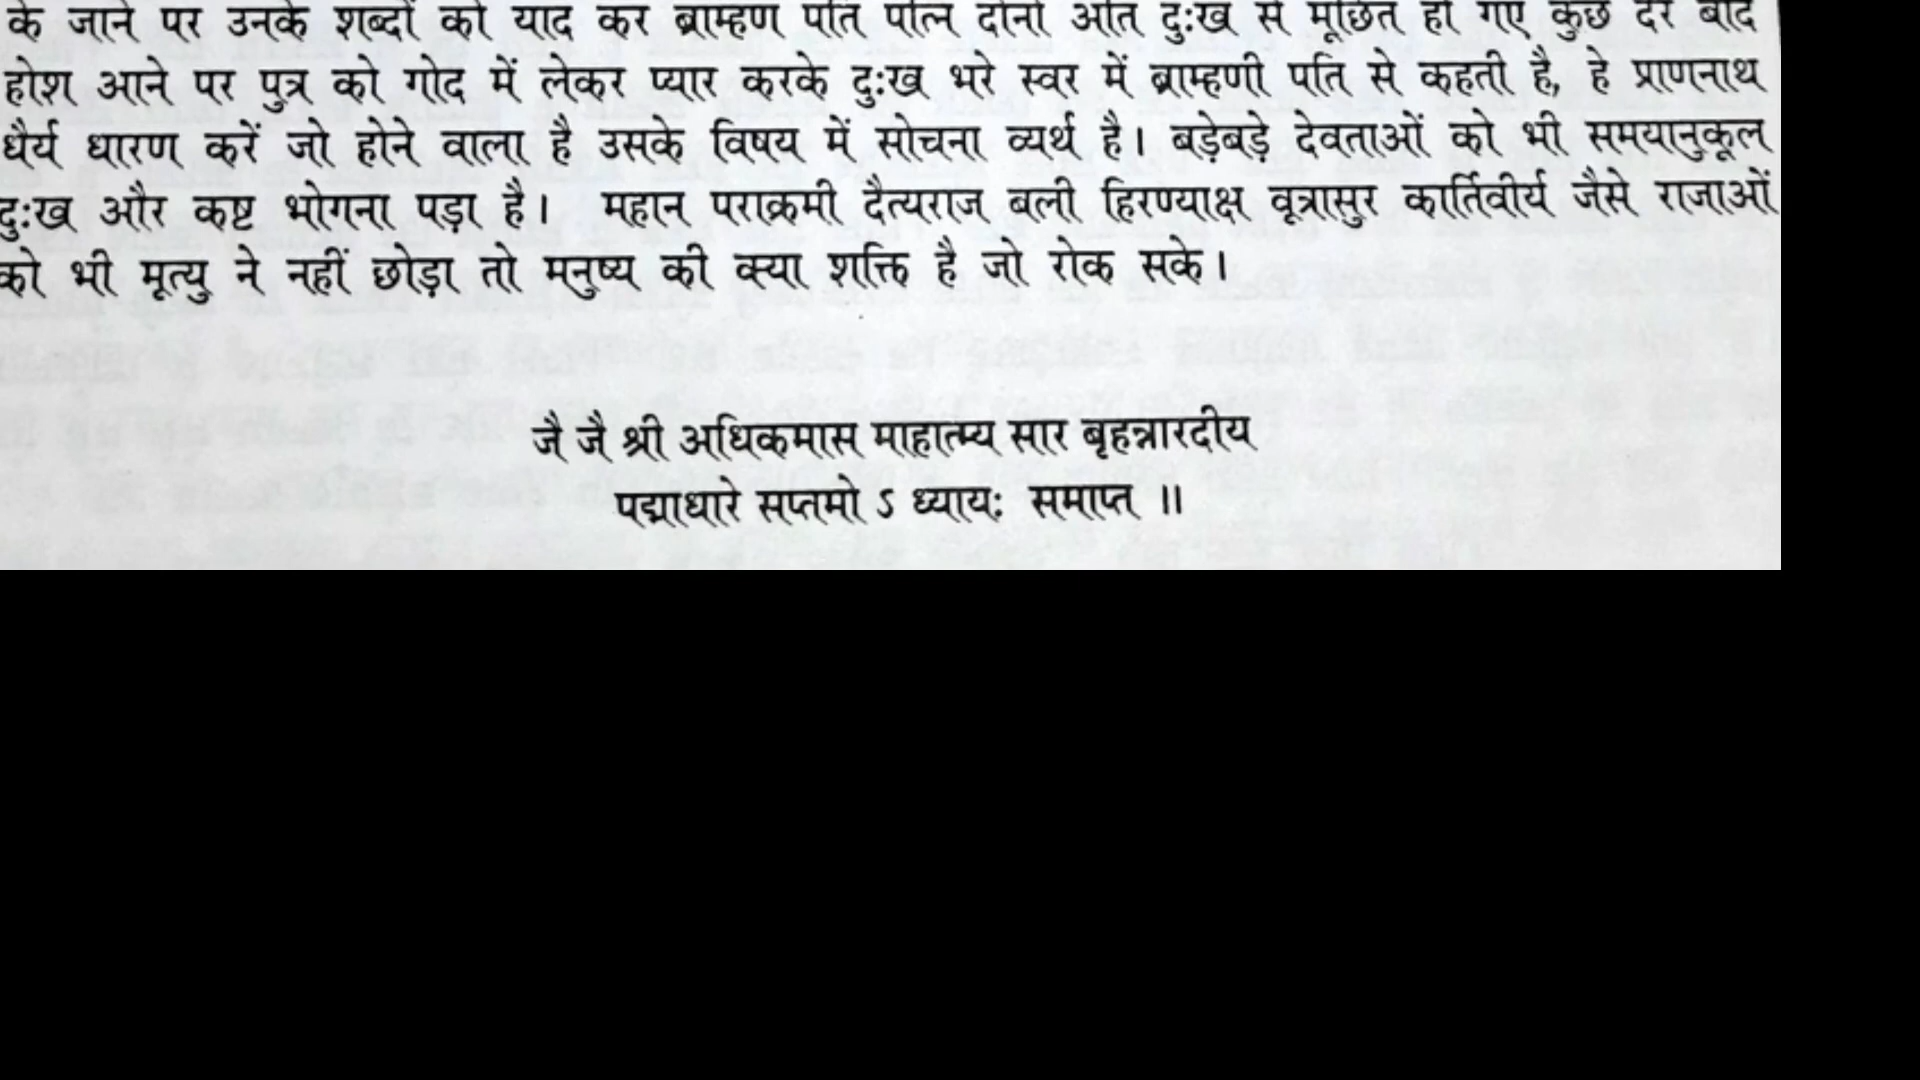 के जाने पर उनके शब्दों को याद कर ब्राम्हण पति पत्नि दोनों अति दुःख से मूर्छित हो गए कुछ देर बाद
होश आने पर पुत्र को गोद में लेकर प्यार करके दुःख भरे स्वर में ब्राम्हणी पति से कहती है, हे प्राणनाथ
धैर्य धारण करें जो होने वाला है उसके विषय में सोचना व्यर्थ है। बड़ेबड़े देवताओं को भी समयानुकूल
दुःख और कष्ट भोगना पड़ा है। महान पराक्रमी दैत्यराज बली हिरण्याक्ष वूत्रासुर कार्तिवीर्य जैसे राजाओं
को भी मृत्यु ने नहीं छोड़ा तो मनुष्य की क्या शक्ति है जो रोक सके।
जै जै श्री अधिकमास माहात्म्य सार बृहन्नारदीय
पद्माधारे सप्तमो ऽ ध्यायः समाप्त ॥